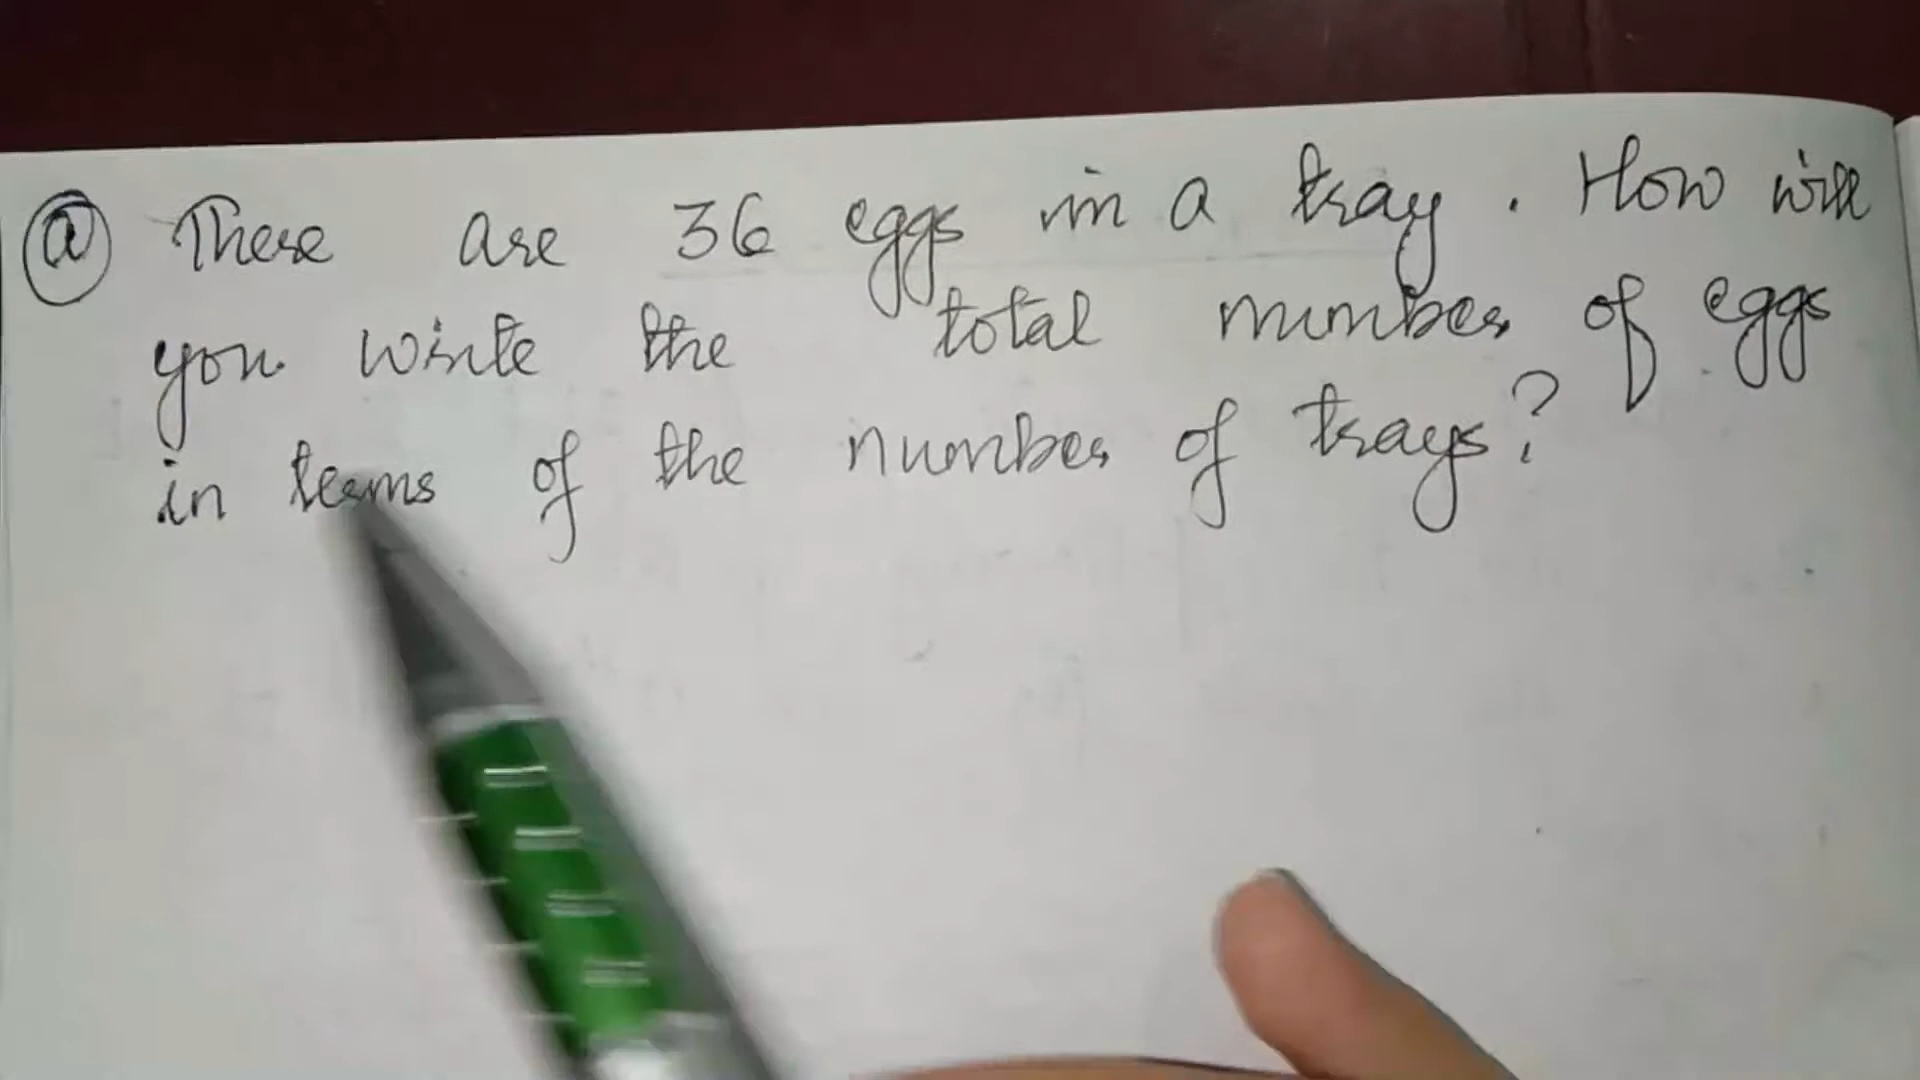 a There are 36 eggs in a tray. How will
you write the total number of eggs
in terms of the number of trays?